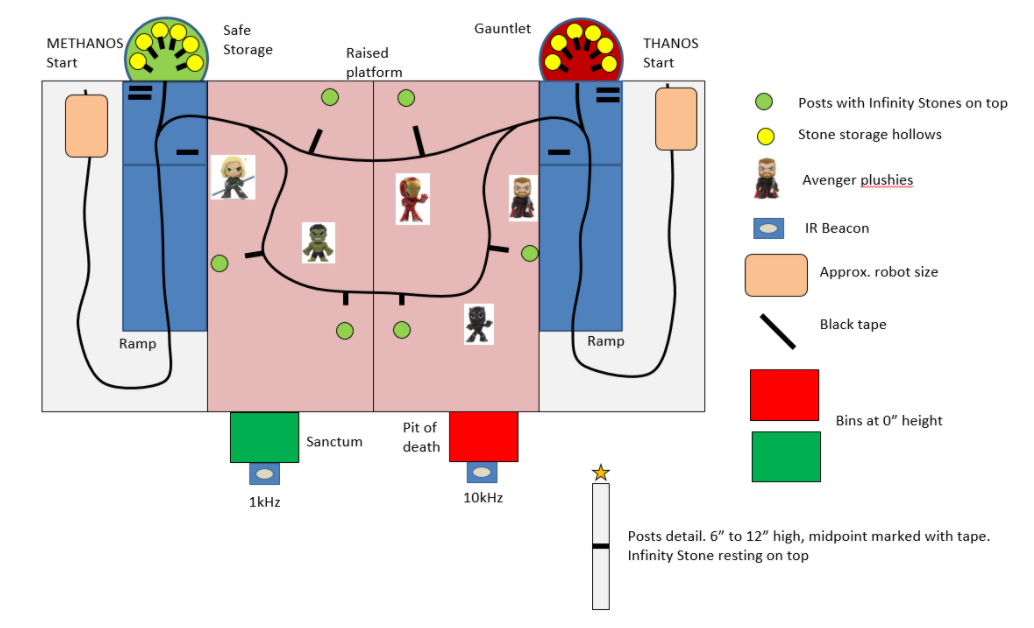 METHANOS
Start
Safe
Storage
Raised
platform
Gauntlet
THANOS
Start
Posts with Infinity Stones on top
Stone storage hollows
Avenger plushies
IR Beacon
Approx. robot size
Black tape
Ramp
Ramp
Bins at 0” height
Sanctum
Pit of
death
1kHz
10kHz
Posts detail. 6” to 12” high, midpoint marked with tape.
Infinity Stone resting on top